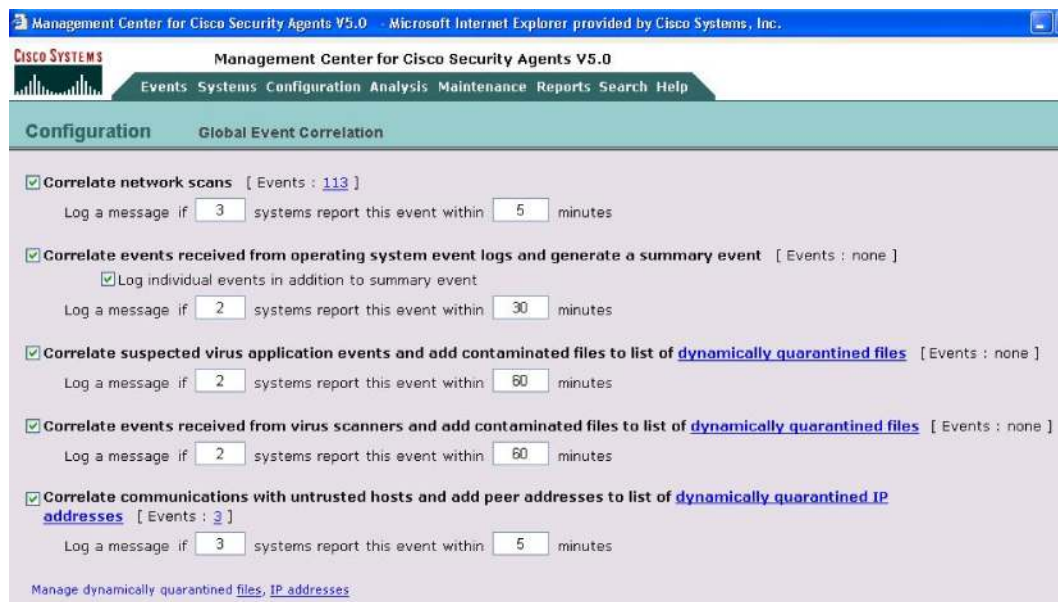 Management Center for Cisco Security Agents V5.0 - Microsoft Internet Explorer provided by Cisco Systems, Inc.
CISCO SYSTEMS
Management Center for Cisco Security Agents V5.0
Events Systems Configuration Analysis Maintenance Reports Search Help
Configuration Global Event Correlation
Correlate network scans [ Events : 113 ]
Log a message if 3 systems report this event within 5 minutes
Correlate events received from operating system event logs and generate a summary event [ Events : none ]
Log individual events in addition to summary event
Log a message if 2 systems report this event within 30 minutes
Correlate suspected virus application events and add contaminated files to list of dynamically quarantined files [ Events : none ]
Log a message if 2 systems report this event within 60 minutes
Correlate events received from virus scanners and add contaminated files to list of dynamically quarantined files [ Events : none ]
Log a message if 2 systems report this event within 60 minutes
Correlate communications with untrusted hosts and add peer addresses to list of dynamically quarantined IP
addresses [ Events : 3 ]
Log a message if 3 systems report this event within 5 minutes
Manage dynamically quarantined files, IP addresses